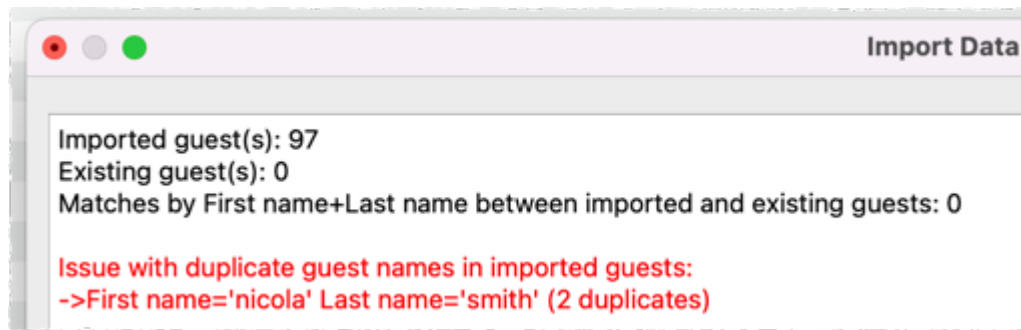 Import Data
Imported guest(s): 97
Existing guest(s): 0
Matches by First name+Last name between imported and existing guests: 0
Issue with duplicate guest names in imported guests:
->First name='nicola' Last name='smith' (2 duplicates)